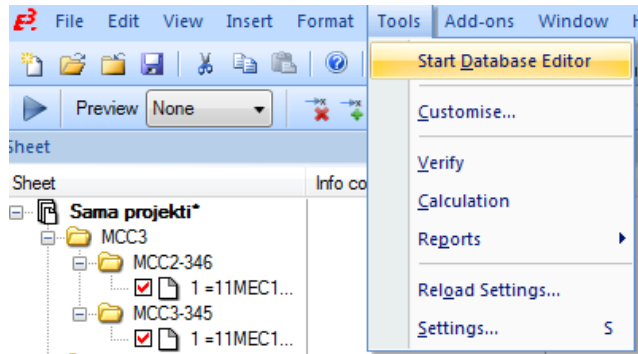 E³. File Edit View Insert Format Tools Add-ons Window
Start Database Editor
Preview None
Customise...
Sheet
Sheet Info co
Verify
Sama projekti*
Calculation
MCC3
Reports
MCC2-346
1 =11MEC1...
Reload Settings...
MCC3-345
Settings... S
1 =11MEC1...